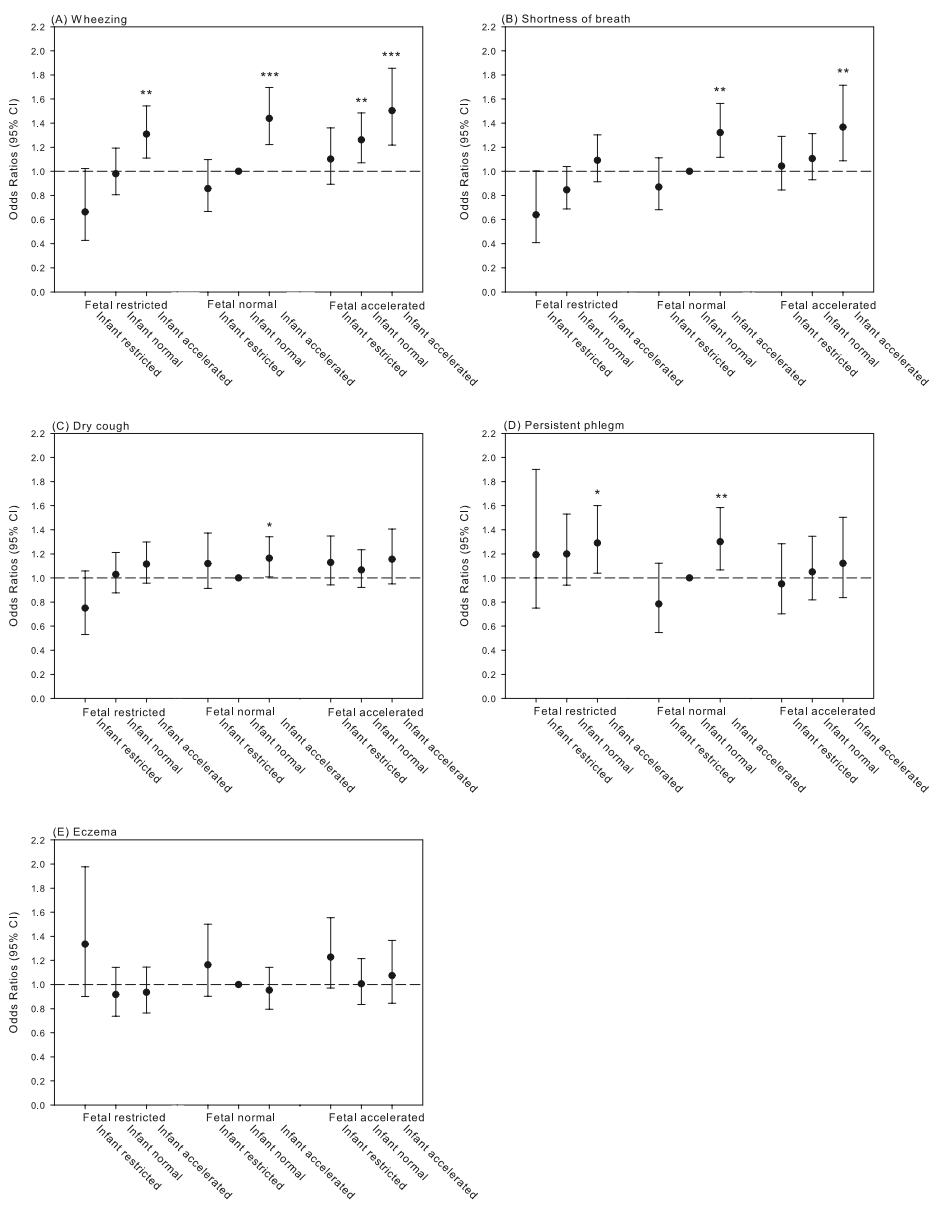 (A) Wheezing
2.2
2.0
1.8
1.6
1.4
1.2
1.0
0.8
0.6
0.4
0.2
0.0
Odds Ratios (95% CI)
**
***
**
***
Fetal restricted
Fetal normal
Fetal accelerated
Infant restricted
Infant normal
Infant accelerated
Infant restricted
Infant normal
Infant accelerated
Infant restricted
Infant normal
Infant accelerated
(B) Shortness of breath
2.2
2.0
1.8
1.6
1.4
1.2
1.0
0.8
0.6
0.4
0.2
0.0
Odds Ratios (95% CI)
**
**
Fetal restricted
Fetal normal
Fetal accelerated
Infant restricted
Infant normal
Infant accelerated
Infant restricted
Infant normal
Infant accelerated
Infant restricted
Infant normal
Infant accelerated
(C) Dry cough
2.2
2.0
1.8
1.6
1.4
1.2
1.0
0.8
0.6
0.4
0.2
0.0
Odds Ratios (95% CI)
*
Fetal restricted
Fetal normal
Fetal accelerated
Infant restricted
Infant normal
Infant accelerated
Infant restricted
Infant normal
Infant accelerated
Infant restricted
Infant normal
Infant accelerated
(D) Persistent phlegm
2.2
2.0
1.8
1.6
1.4
1.2
1.0
0.8
0.6
0.4
0.2
0.0
Odds Ratios (95% CI)
*
**
Fetal restricted
Fetal normal
Fetal accelerated
Infant restricted
Infant normal
Infant accelerated
Infant restricted
Infant normal
Infant accelerated
Infant restricted
Infant normal
Infant accelerated
(E) Eczema
2.2
2.0
1.8
1.6
1.4
1.2
1.0
0.8
0.6
0.4
0.2
0.0
Odds Ratios (95% CI)
Fetal restricted
Fetal normal
Fetal accelerated
Infant restricted
Infant normal
Infant accelerated
Infant restricted
Infant normal
Infant accelerated
Infant restricted
Infant normal
Infant accelerated